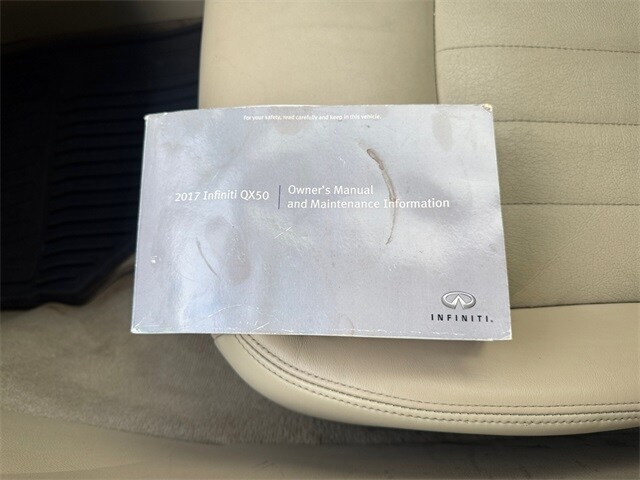 For your safety, read carefully and keep in this vehicle.
2017 Infiniti QX50
Owner's Manual
and Maintenance Information
INFINITI.